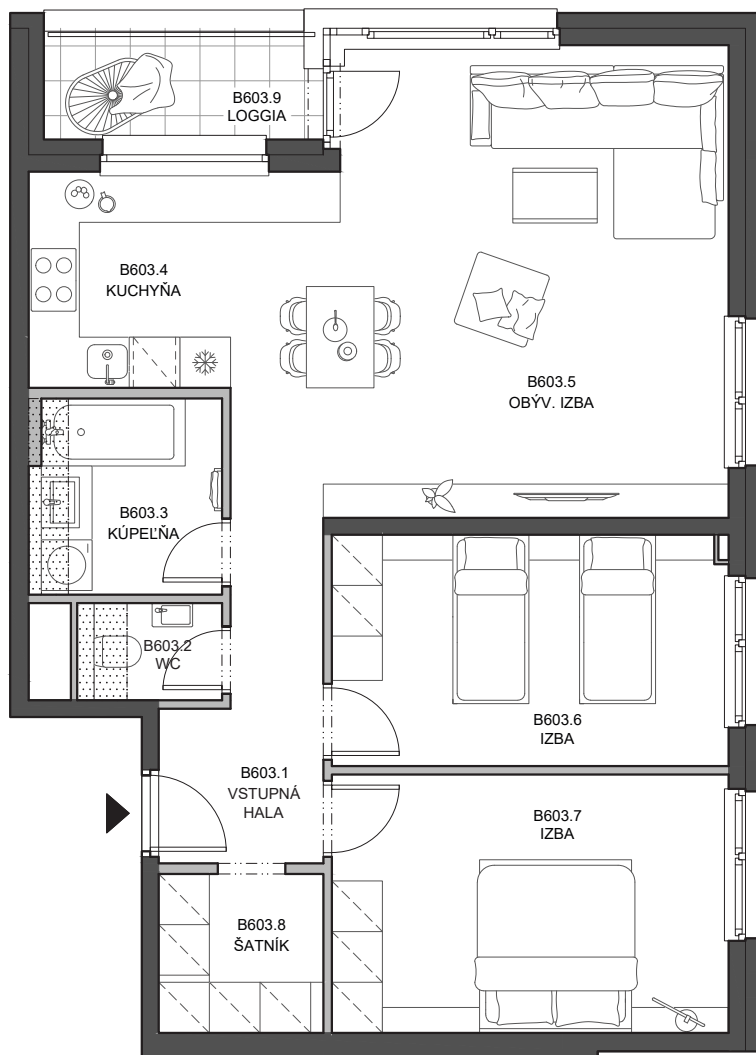 B603.9
LOGGIA
B603.4
KUCHYŇA
B603.5
OBÝV. IZBA
B603.3
KÚPEĽŇA
B603.2
WC
B603.6
IZBA
B603.1
VSTUPNÁ
HALA
B603.7
IZBA
B603.8
ŠATNÍK